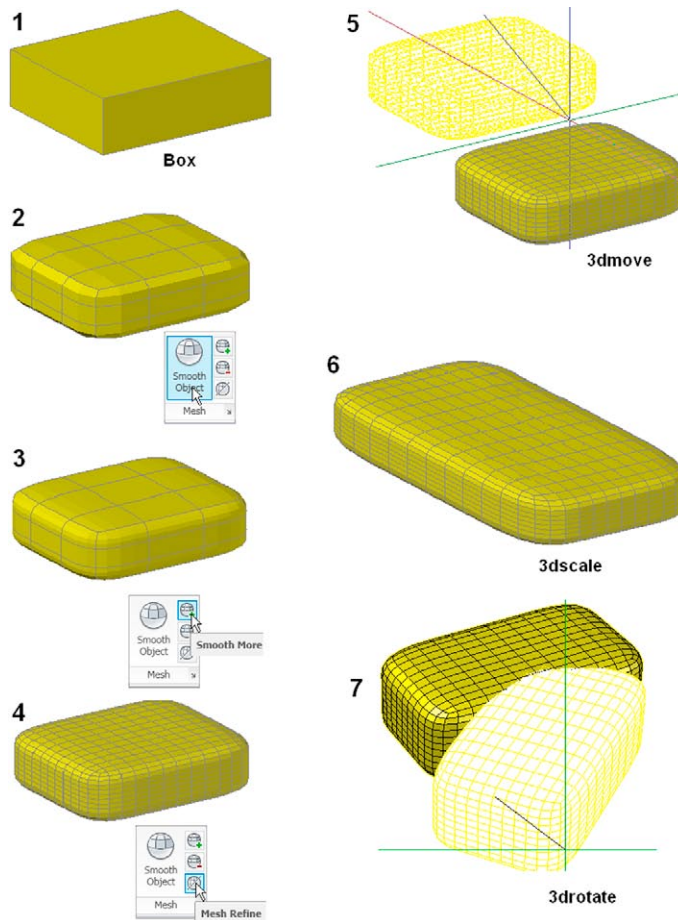 1
Box
2
Smooth
Object
Mesh
3
Smooth
Object
Smooth More
Mesh
4
Smooth
Object
Mesh Refine
5
3dmove
6
3dscale
7
3drotate